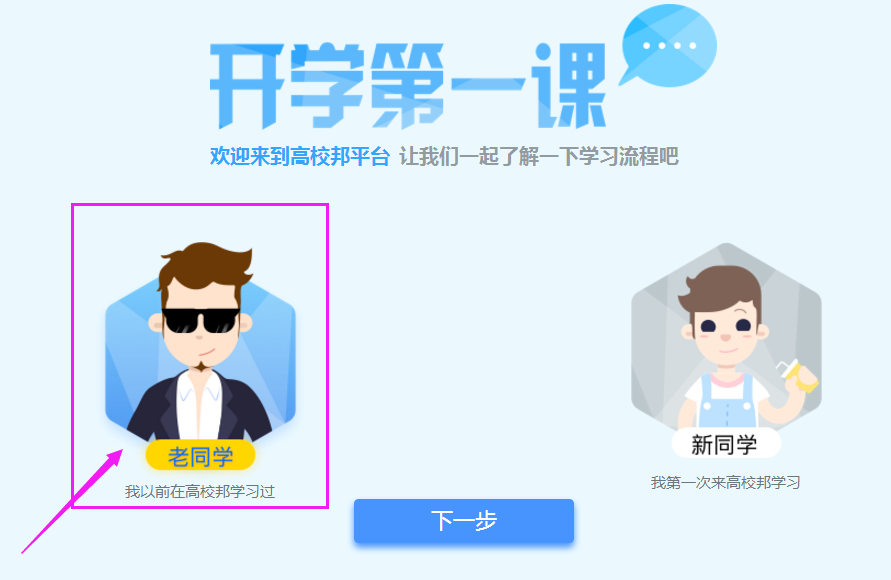 开学第一课
欢迎来到高校邦平台 让我们一起了解一下学习流程吧
老同学
我以前在高校邦学习过
新同学
我第一次来高校邦学习
下一步